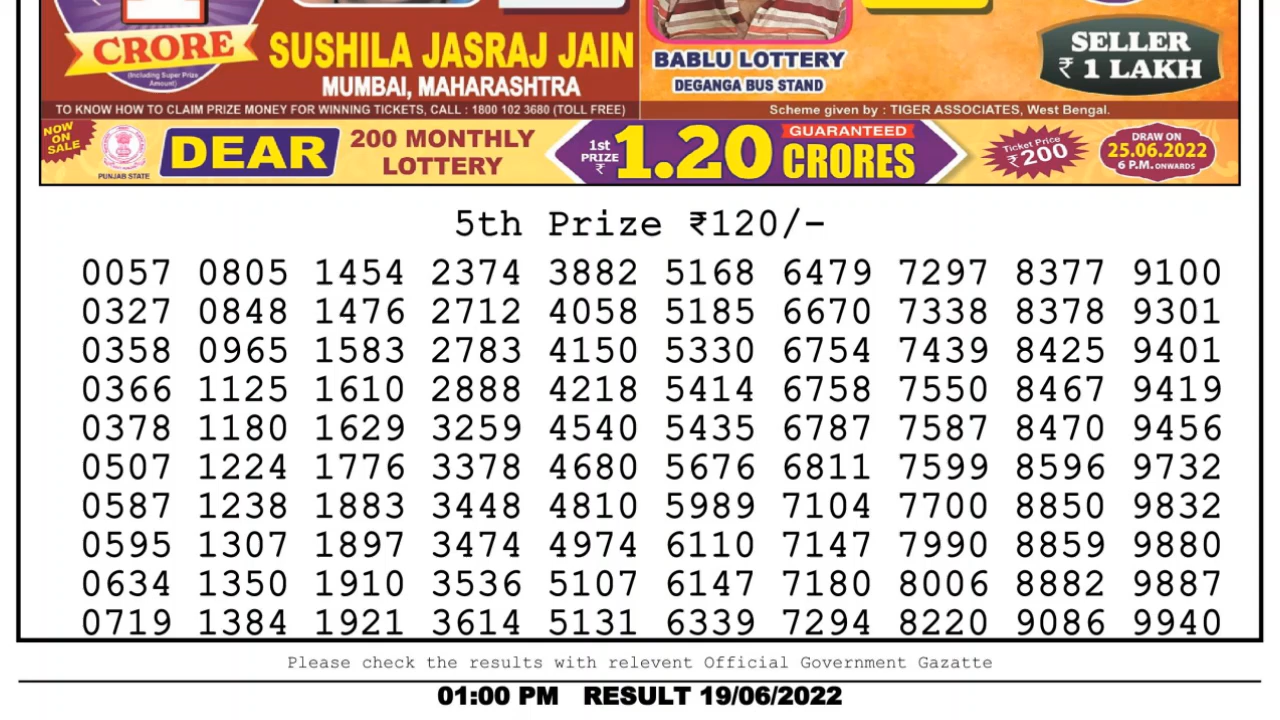 CRORE
(Including Super Prize
Amount)
SUSHILA JASRAJ JAIN
MUMBAI, MAHARASHTRA
BABLU LOTTERY
DEGANGA BUS STAND
SELLER
₹ 1 LAKH
TO KNOW HOW TO CLAIM PRIZE MONEY FOR WINNING TICKETS, CALL : 1800 102 3680 (TOLL FREE)
Scheme given by : TIGER ASSOCIATES, West Bengal.
NOW
ON
SALE
PUNJAB STATE
DEAR
200 MONTHLY
LOTTERY
1st
PRIZE
₹
1.20
GUARANTEED
CRORES
Ticket Price
₹200
DRAW ON
25.06.2022
6 P.M. ONWARDS
5th Prize ₹120/-
0057 0805 1454 2374 3882 5168 6479 7297 8377 9100
0327 0848 1476 2712 4058 5185 6670 7338 8378 9301
0358 0965 1583 2783 4150 5330 6754 7439 8425 9401
0366 1125 1610 2888 4218 5414 6758 7550 8467 9419
0378 1180 1629 3259 4540 5435 6787 7587 8470 9456
0507 1224 1776 3378 4680 5676 6811 7599 8596 9732
0587 1238 1883 3448 4810 5989 7104 7700 8850 9832
0595 1307 1897 3474 4974 6110 7147 7990 8859 9880
0634 1350 1910 3536 5107 6147 7180 8006 8882 9887
0719 1384 1921 3614 5131 6339 7294 8220 9086 9940
Please check the results with relevent Official Government Gazatte
01:00 PM RESULT 19/06/2022